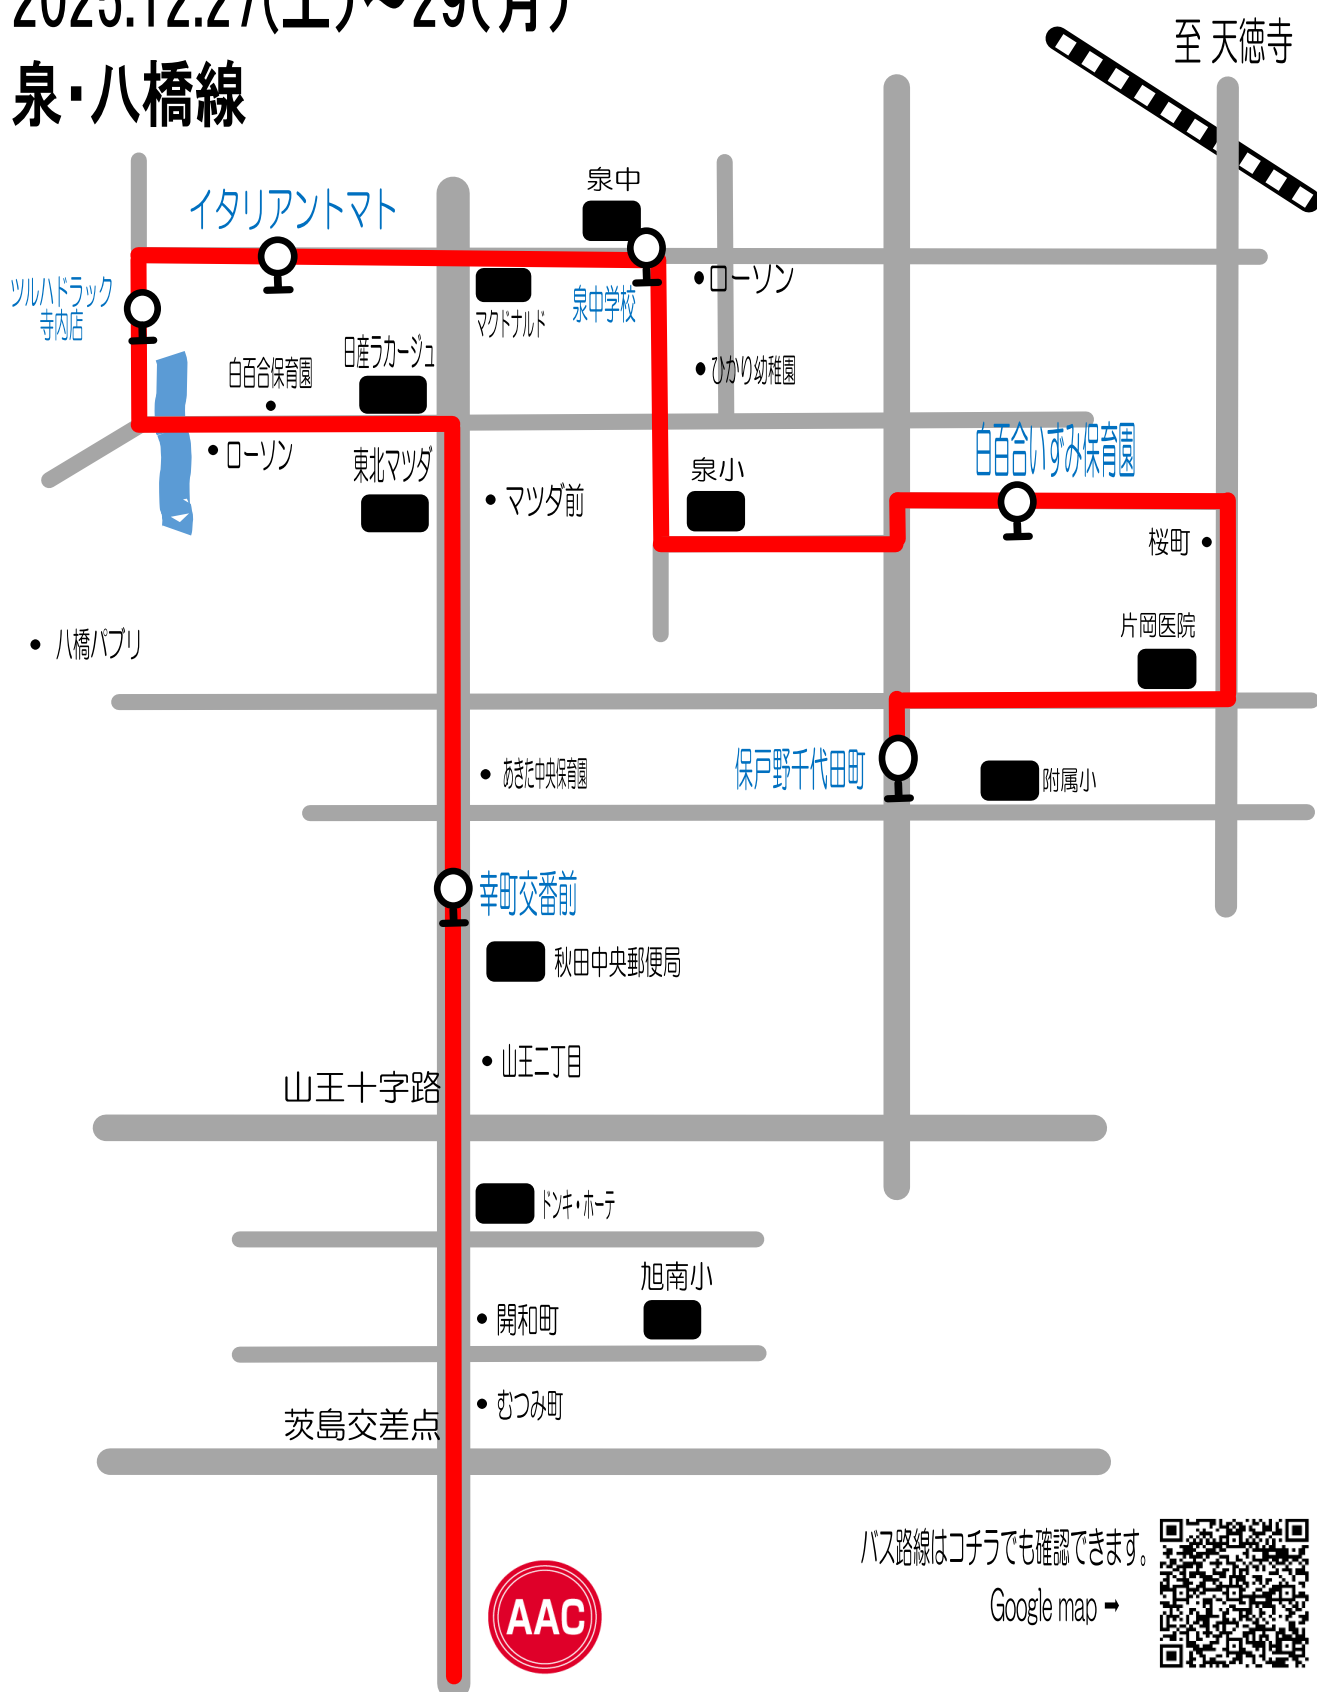 2025.12.27(土)～29(月)
泉・八橋線
至 天徳寺
イタリアントマト
泉中
ツルハドラック
寺内店
マクドナルド
泉中学校
ローソン
日産ラカージュ
白百合保育園
ひかり幼稚園
ローソン
東北マツダ
マツダ前
泉小
白百合いずみ保育園
桜町
片岡医院
八橋パブリ
あきた中央保育園
保戸野千代田町
附属小
幸町交番前
秋田中央郵便局
山王二丁目
山王十字路
ドンキ・ホーテ
旭南小
開和町
むつみ町
茨島交差点
バス路線はコチラでも確認できます。
Google map ➡
AAC